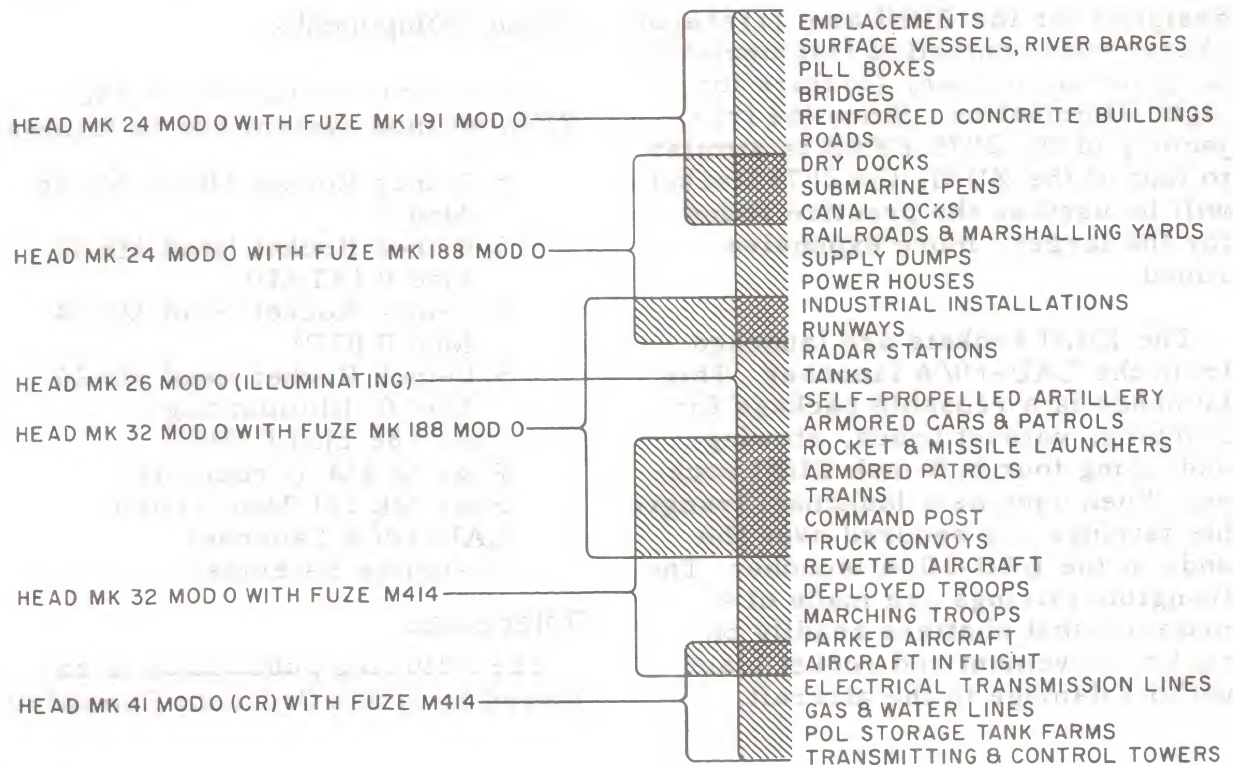 EMPLACEMENTS
SURFACE VESSELS, RIVER BARGES
PILL BOXES
BRIDGES
HEAD MK 24 MOD 0 WITH FUZE MK 191 MOD 0
REINFORCED CONCRETE BUILDINGS
ROADS
DRY DOCKS
SUBMARINE PENS
CANAL LOCKS
RAILROADS & MARSHALLING YARDS
HEAD MK 24 MOD 0 WITH FUZE MK 188 MOD 0
SUPPLY DUMPS
POWER HOUSES
INDUSTRIAL INSTALLATIONS
RUNWAYS
RADAR STATIONS
HEAD MK 26 MOD 0 (ILLUMINATING)
TANKS
SELF-PROPELLED ARTILLERY
HEAD MK 32 MOD 0 WITH FUZE MK 188 MOD 0
ARMORED CARS & PATROLS
ROCKET & MISSILE LAUNCHERS
ARMORED PATROLS
TRAINS
COMMAND POST
TRUCK CONVOYS
REVETED AIRCRAFT
DEPLOYED TROOPS
HEAD MK 32 MOD 0 WITH FUZE M414
MARCHING TROOPS
PARKED AIRCRAFT
AIRCRAFT IN FLIGHT
ELECTRICAL TRANSMISSION LINES
HEAD MK 41 MOD 0 (CR) WITH FUZE M414
GAS & WATER LINES
POL STORAGE TANK FARMS
TRANSMITTING & CONTROL TOWERS